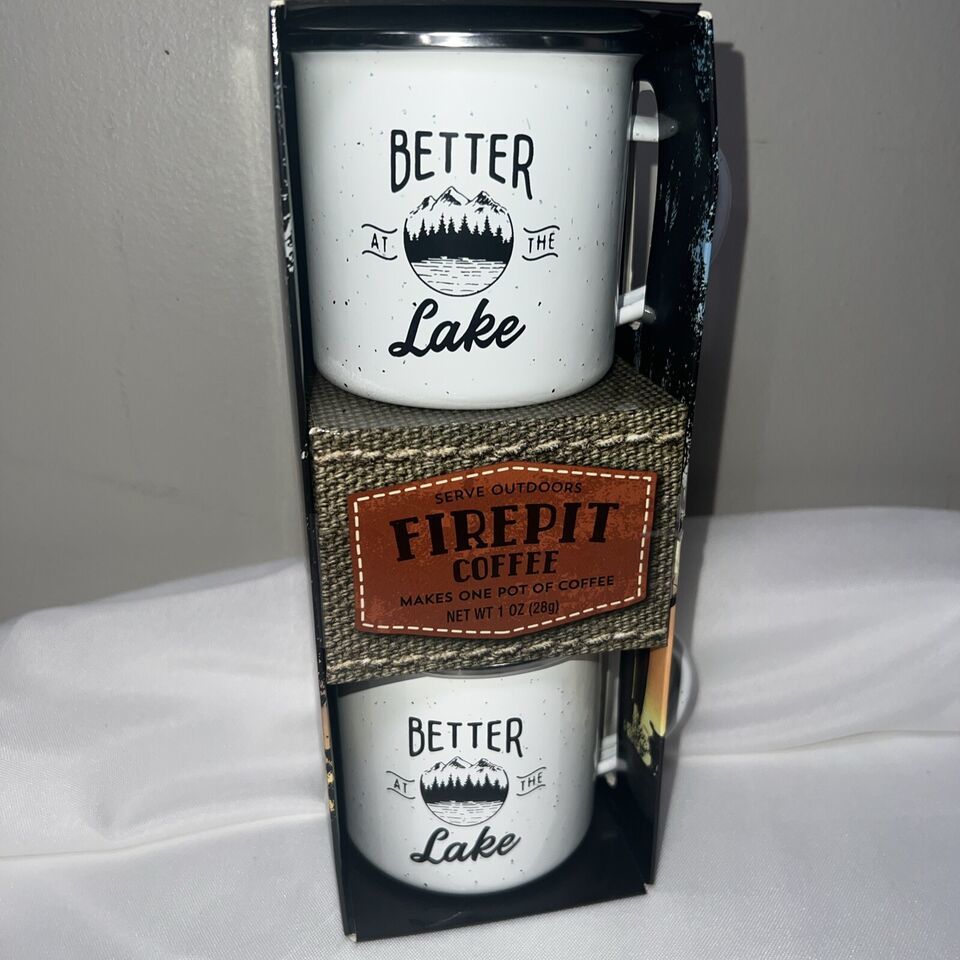 BETTER
AT THE
Lake
SERVE OUTDOORS
FIREPIT
COFFEE
MAKES ONE POT OF COFFEE
NET WT 1 OZ (28g)
BETTER
AT THE
Lake